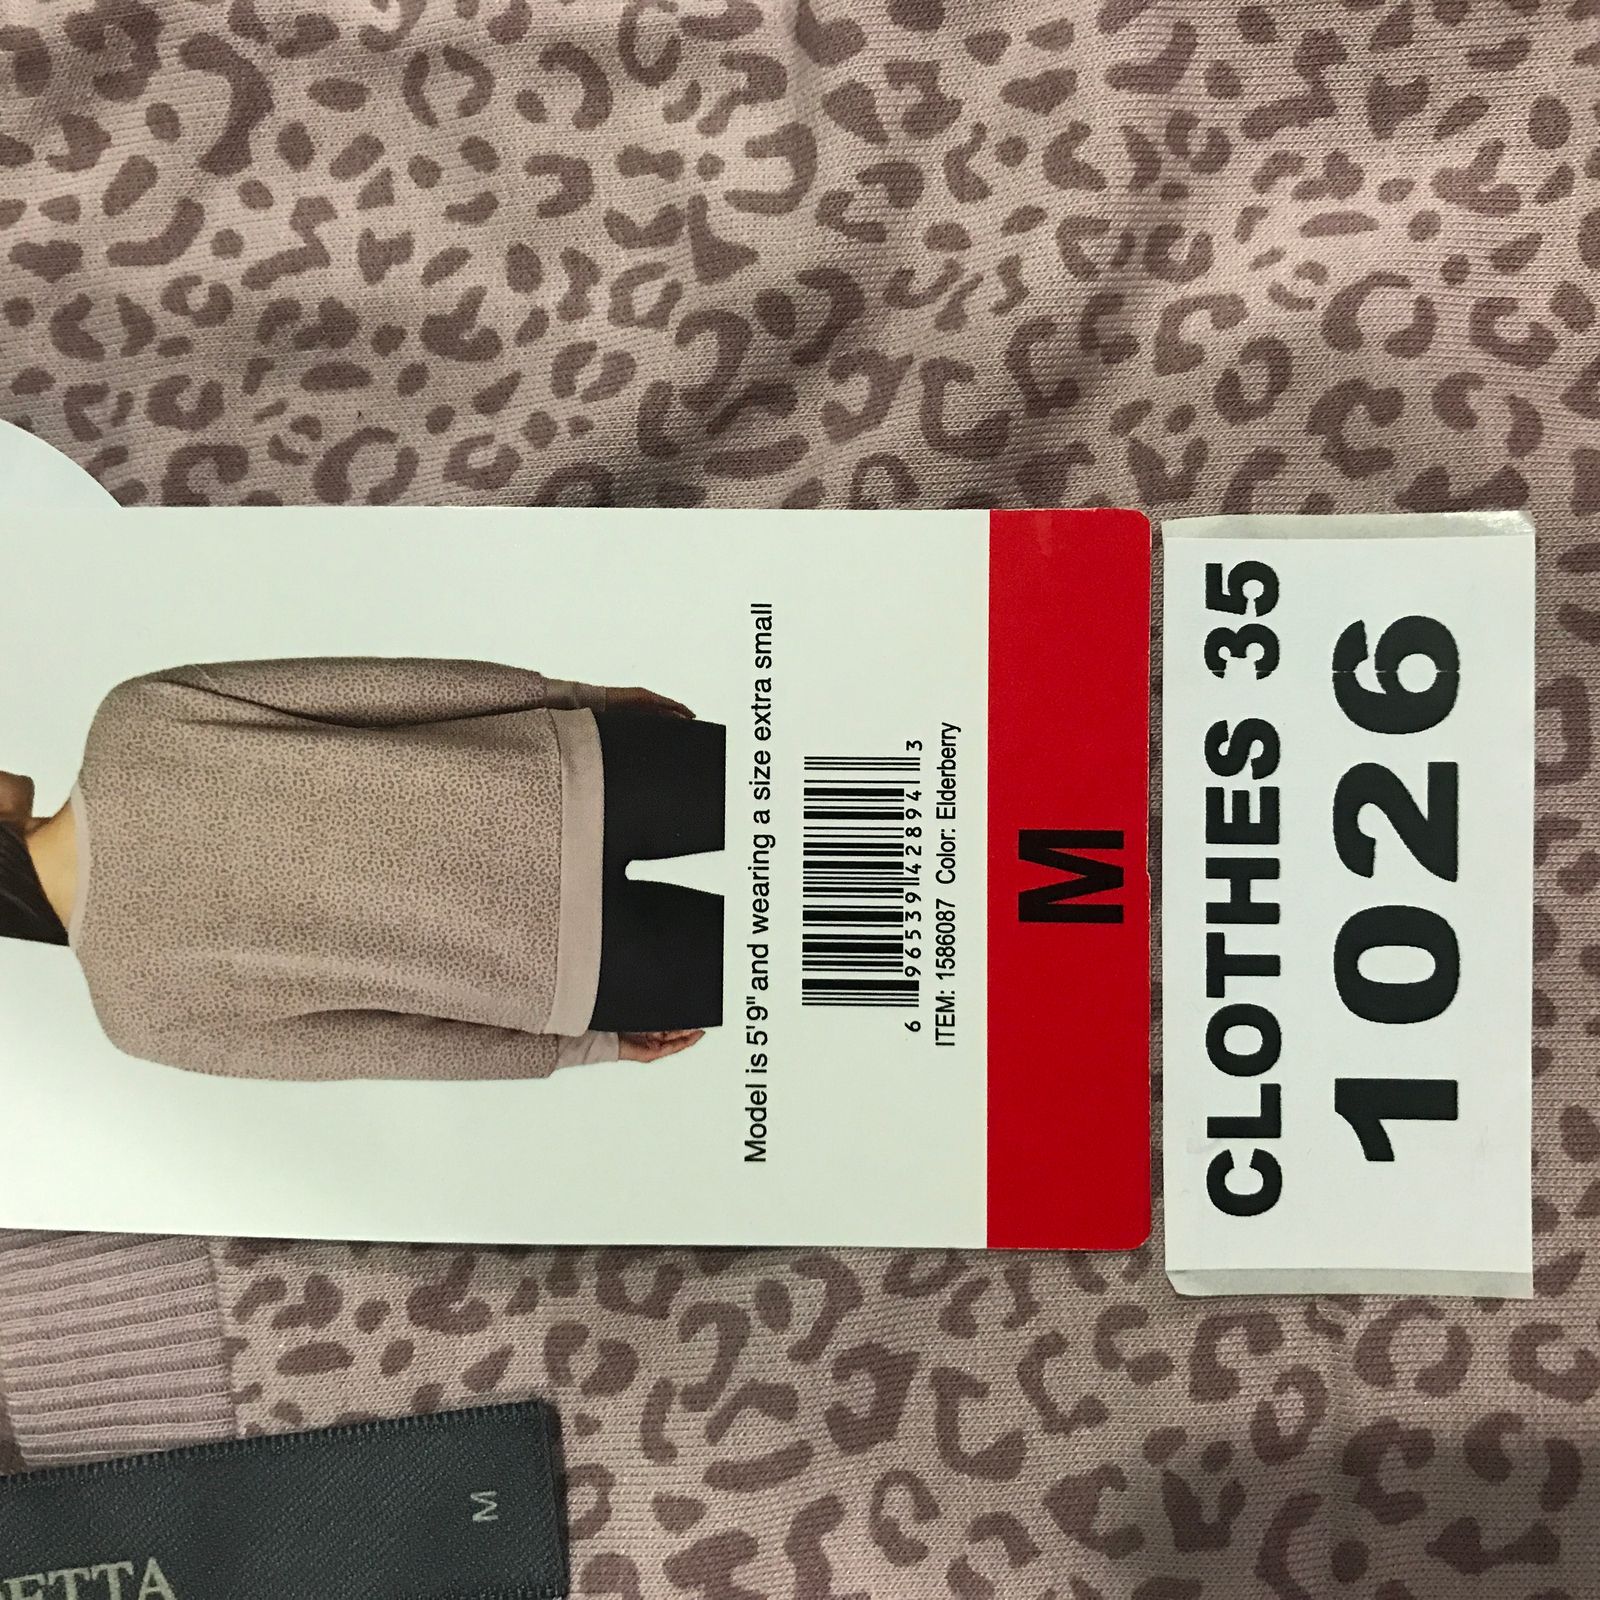 Model is 5'9" and wearing a size extra small
6 96539 42894 3
ITEM: 1586087 Color: Elderberry
M
CLOTHES 35
1026
M